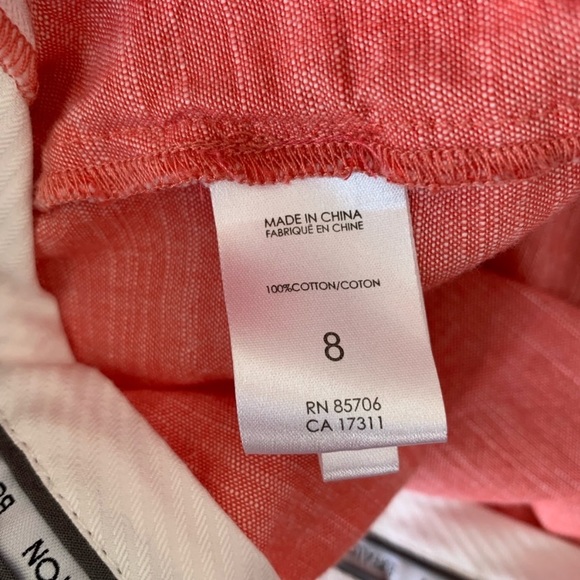 MADE IN CHINA
FABRIQUÉ EN CHINE
100%COTTON/COTON
8
RN 85706
CA 17311